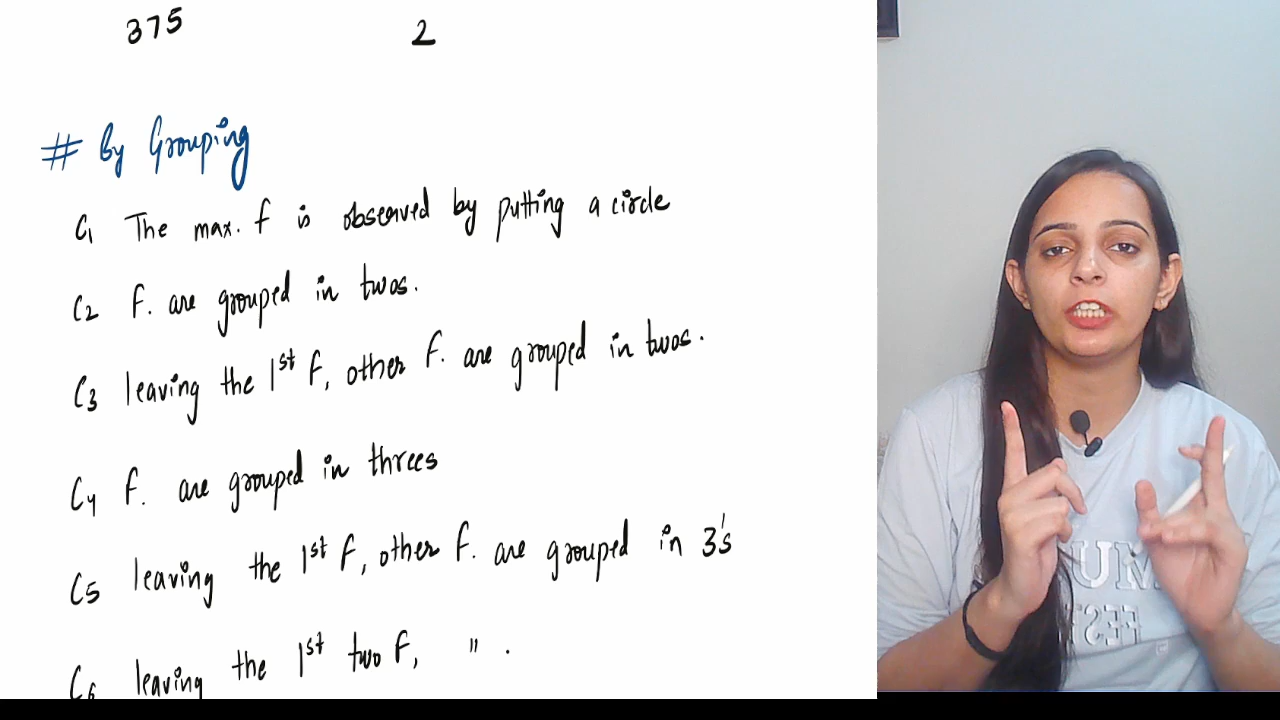 375 2
# By Grouping
C1 The max. f is observed by putting a circle
C2 f. are grouped in twos.
C3 leaving the 1st f, other f. are grouped in twos.
C4 f. are grouped in threes
C5 leaving the 1st f, other f. are grouped in 3's
C6 leaving the 1st two f, " .